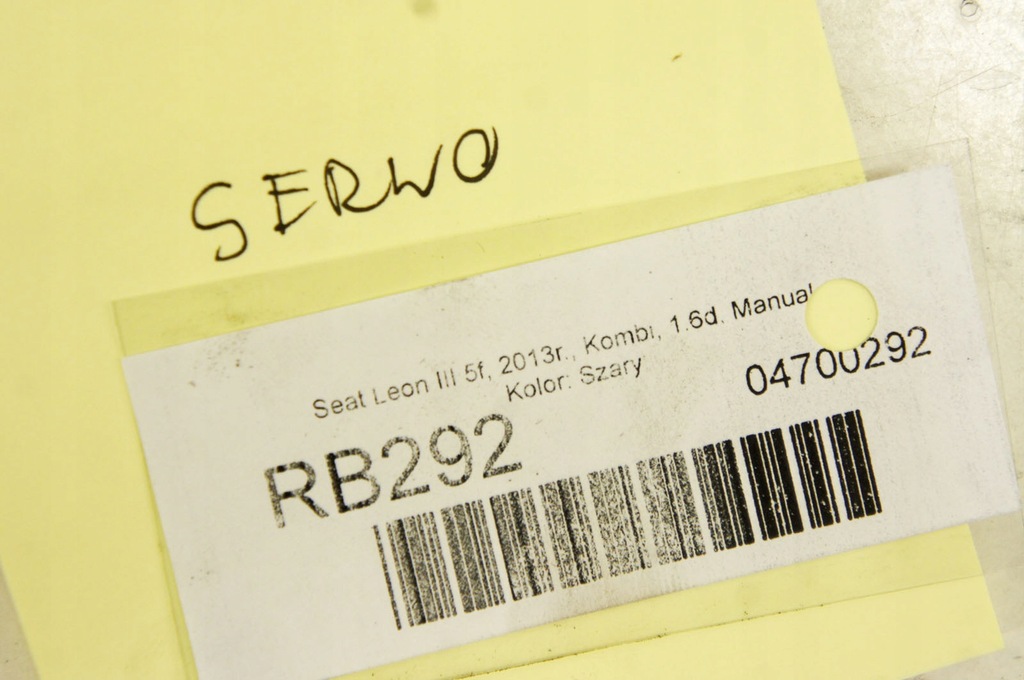 SERWO
Seat Leon III 5f, 2013r., Kombi, 1.6d. Manual
Kolor: Szary
04700292
RB292